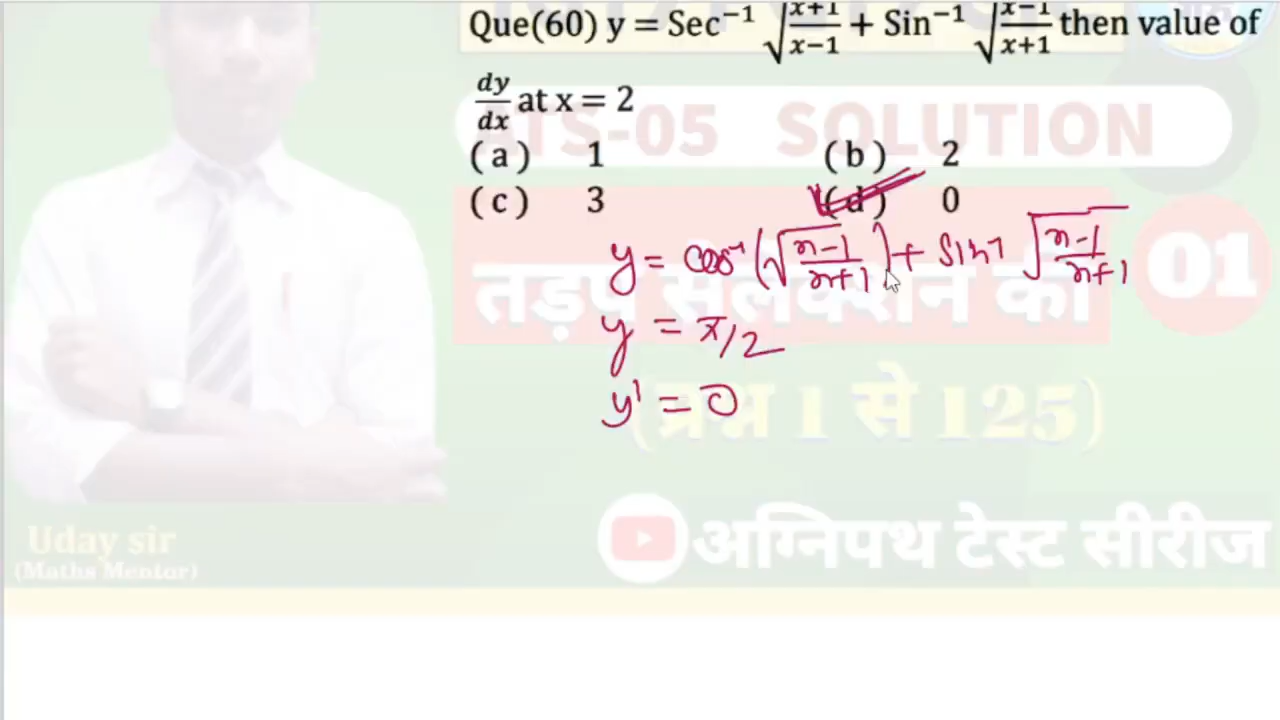 Que(60) y = Sec⁻¹ √(x+1)/(x−1) + Sin⁻¹ √(x−1)/(x+1) then value of
dy/dx at x = 2
ATS-05 SOLUTION
(a) 1 (b) 2
(c) 3 (d) 0
y = cos⁻¹(√(x-1)/(x+1)) + Sin⁻¹ √(x-1)/(x+1)
तड़प सलेक्शन की 01
y = π/2
y' = 0
(प्रश्न 1 से 125)
Uday sir
(Maths Mentor)
अग्निपथ टेस्ट सीरीज